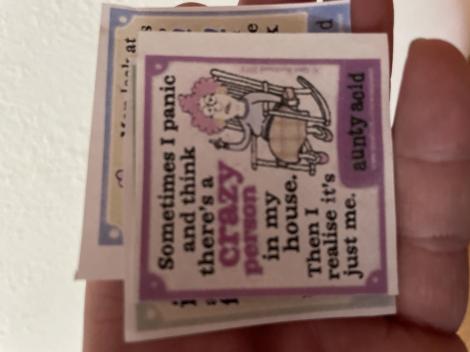 Sometimes I panic
and think
there's a
crazy
person
in my
house.
Then I
realise it's
just me.
aunty acid